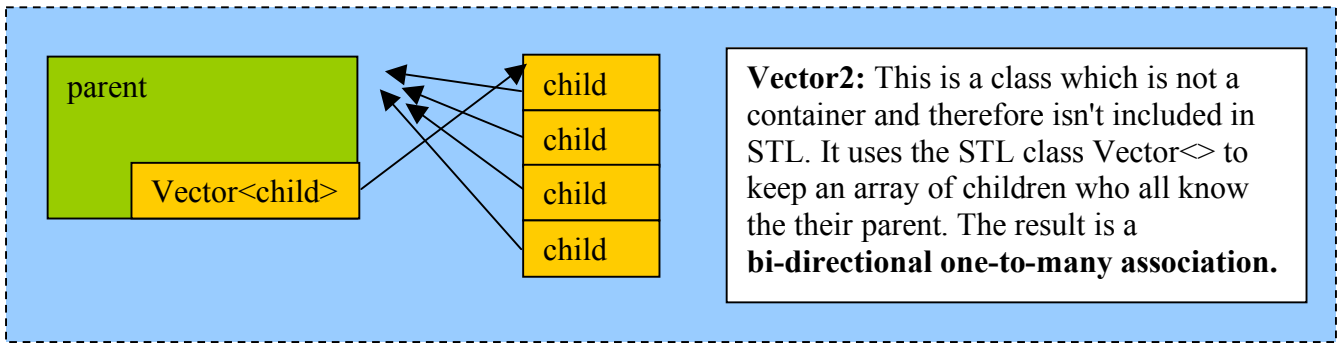 parent
Vector<child>
child
child
child
child
Vector2: This is a class which is not a
container and therefore isn't included in
STL. It uses the STL class Vector<> to
keep an array of children who all know
the their parent. The result is a
bi-directional one-to-many association.